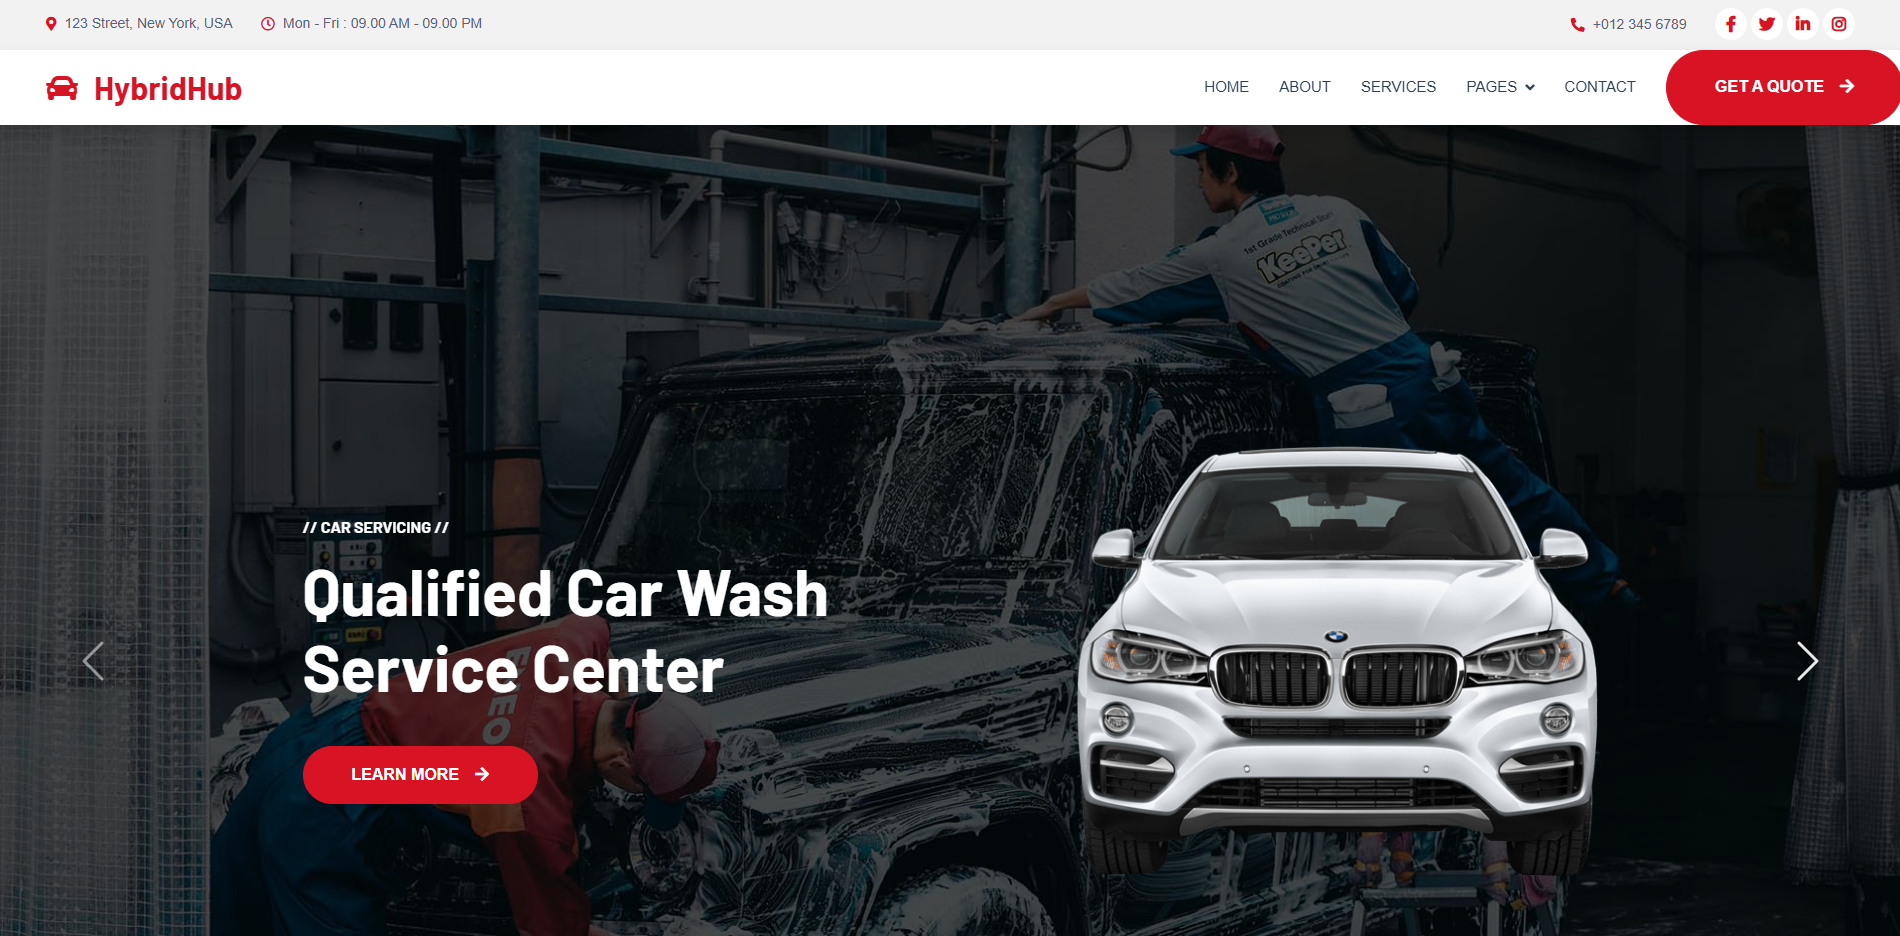 123 Street, New York, USA
Mon - Fri : 09.00 AM - 09.00 PM
+012 345 6789
HybridHub
HOME
ABOUT
SERVICES
PAGES
CONTACT
GET A QUOTE
1st Grade Technical Staff
KeePer
// CAR SERVICING //
Qualified Car Wash
Service Center
LEARN MORE